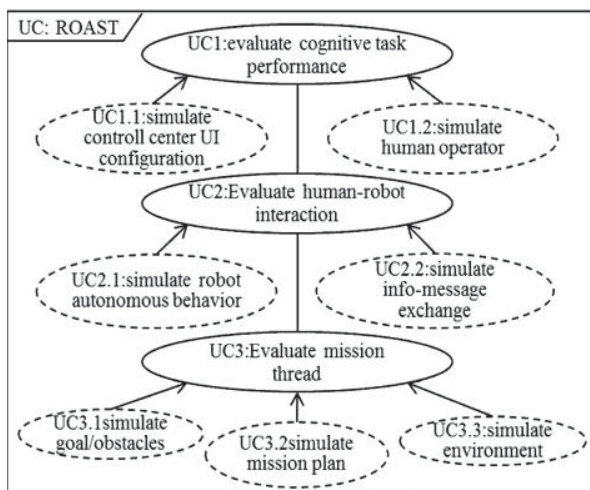 UC: ROAST
UC1:evaluate cognitive task
performance
UC1.1:simulate
controll center UI
configuration
UC1.2:simulate
human operator
UC2:Evaluate human-robot
interaction
UC2.1:simulate robot
autonomous behavior
UC2.2:simulate
info-message
exchange
UC3:Evaluate mission
thread
UC3.1simulate
goal/obstacles
UC3.2simulate
mission plan
UC3.3:simulate
environment